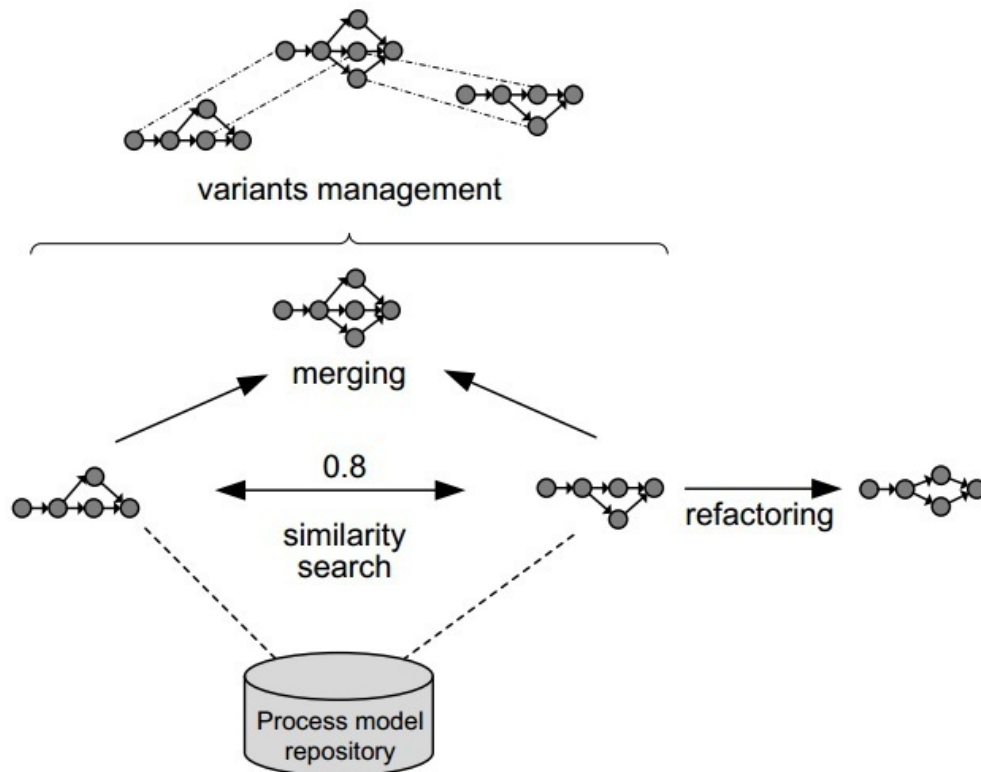 variants management
merging
0.8
similarity
search
refactoring
Process model
repository